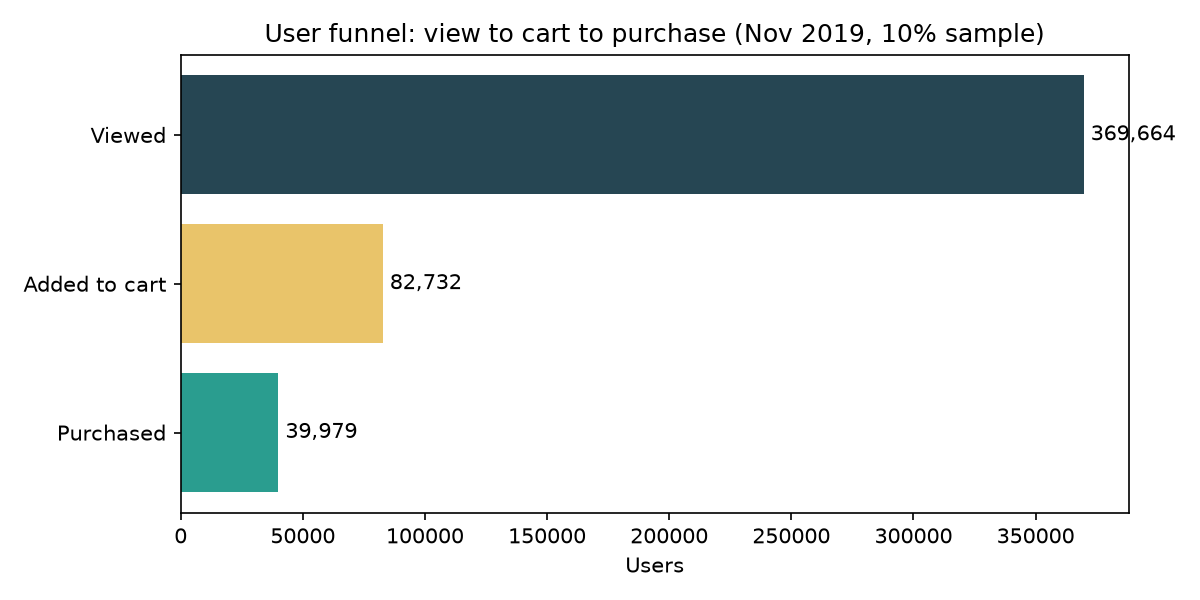 User funnel: view to cart to purchase (Nov 2019, 10% sample)
Viewed
369,664
Added to cart
82,732
Purchased
39,979
0 50000 100000 150000 200000 250000 300000 350000
Users